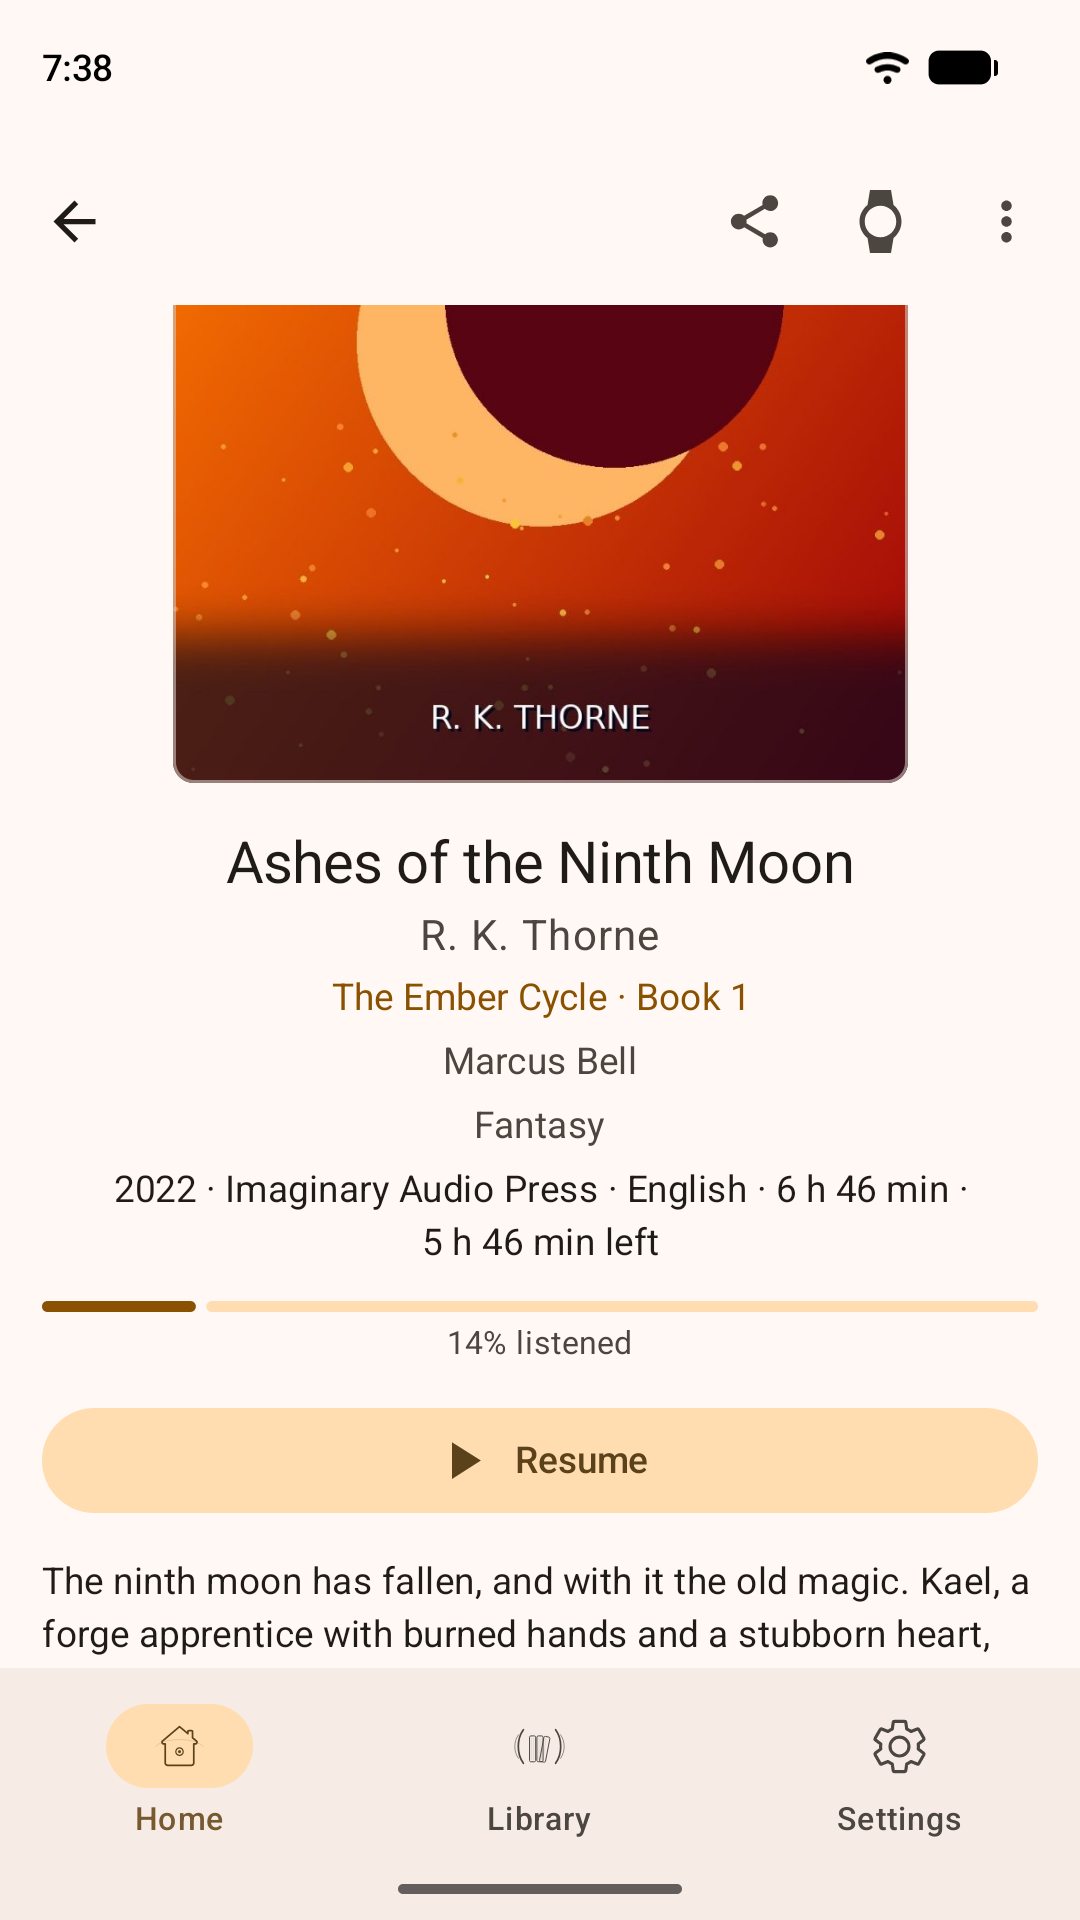 7:38
R. K. THORNE
Ashes of the Ninth Moon
R. K. Thorne
The Ember Cycle · Book 1
Marcus Bell
Fantasy
2022 · Imaginary Audio Press · English · 6 h 46 min ·
5 h 46 min left
14% listened
Resume
The ninth moon has fallen, and with it the old magic. Kael, a
forge apprentice with burned hands and a stubborn heart,
Home
Library
Settings